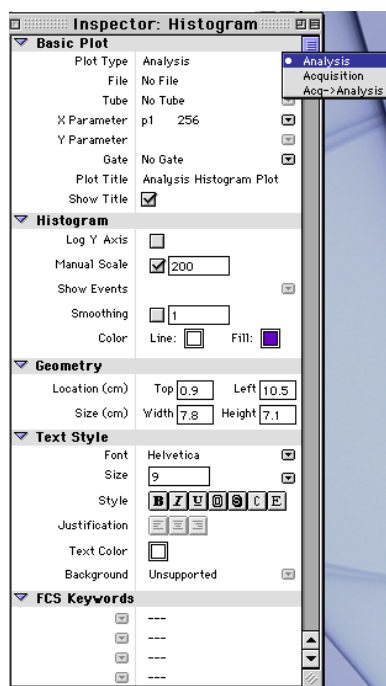 Inspector: Histogram
Basic Plot
Plot Type Analysis
Analysis
Acquisition
Acq->Analysis
File No File
Tube No Tube
X Parameter p1 256
Y Parameter
Gate No Gate
Plot Title Analysis Histogram Plot
Show Title
Histogram
Log Y Axis
Manual Scale 200
Show Events
Smoothing 1
Color Line: Fill:
Geometry
Location (cm) Top 0.9 Left 10.5
Size (cm) Width 7.8 Height 7.1
Text Style
Font Helvetica
Size 9
Style B I U O S C E
Justification
Text Color
Background Unsupported
FCS Keywords
---
---
---
---